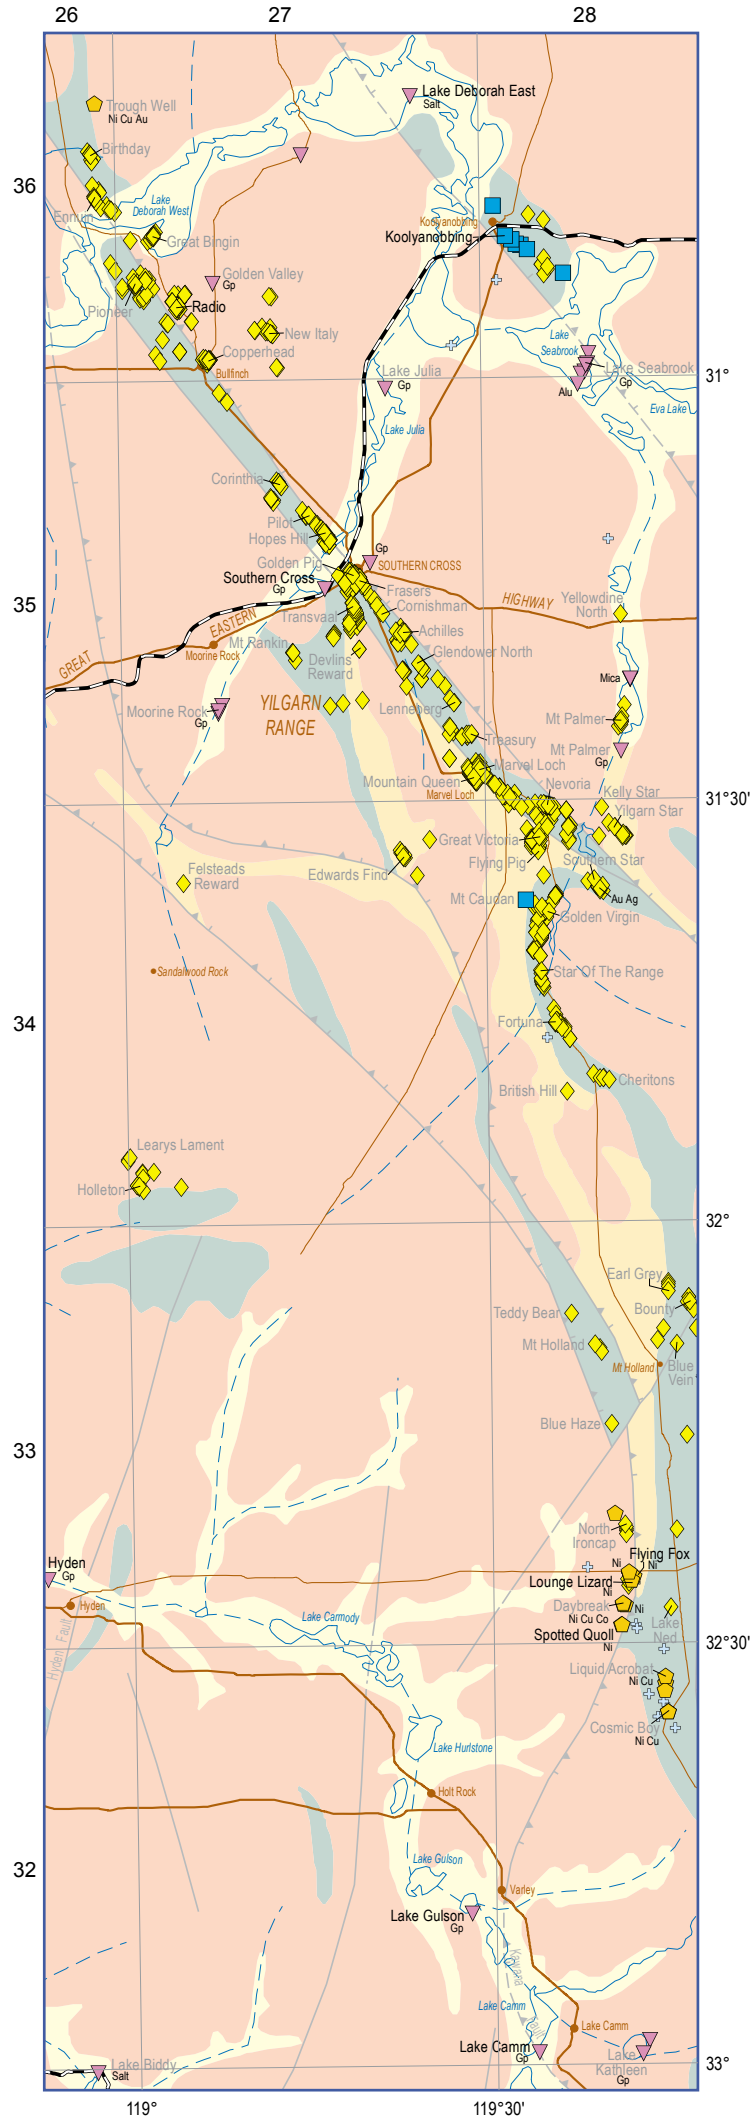 26 27 28
Lake Deborah East
Salt
Trough Well
Ni Cu Au
Birthday
36
Lake
Deborah West
Ennuin
Koolyanobbing
Koolyanobbing
Great Bingin
Golden Valley
Gp
Pioneer
Radio
New Italy
Lake
Seabrook
Copperhead
Bullfinch
Lake Julia
Gp
Lake Seabrook
Gp
31°
Alu
Eva Lake
Lake Julia
Corinthia
Pilot
Hopes Hill
Golden Pig
Gp
SOUTHERN CROSS
Southern Cross
Gp
Frasers
35
HIGHWAY
Yellowdine
North
Cornishman
Transvaal
EASTERN
Achilles
Mt Rankin
Moorine Rock
GREAT
Devlins
Reward
Glendower North
Mica
YILGARN
RANGE
Lenneberg
Moorine Rock
Gp
Mt Palmer
Treasury
Mt Palmer
Gp
Marvel Loch
Mountain Queen
Marvel Loch
Nevoria
Kelly Star
31°30'
Yilgarn Star
Great Victoria
Flying Pig
Southern Star
Felsteads
Reward
Edwards Find
Au Ag
Mt Caudan
Golden Virgin
Sandalwood Rock
Star Of The Range
34
Fortuna
Cheritons
British Hill
Learys Lament
Holleton
32°
Earl Grey
Bounty
Teddy Bear
Mt Holland
Mt Holland
Blue
Vein
Blue Haze
33
North
Ironcap
Flying Fox
Ni
Ni
Hyden
Gp
Lounge Lizard
Ni
Hyden
Daybreak
Ni
Ni Cu Co
Lake Carmody
Spotted Quoll
Ni
Lake
Ned
Hyden Fault
32°30'
Liquid Acrobat
Ni Cu
Cosmic Boy
Ni Cu
Lake Hurlstone
Holt Rock
Lake Gulson
32
Varley
Lake Gulson
Gp
Kawana
Fault
Lake Camm
Lake Camm
Lake Camm
Gp
Lake
Kathleen
Gp
Lake Biddy
Salt
33°
119° 119°30'